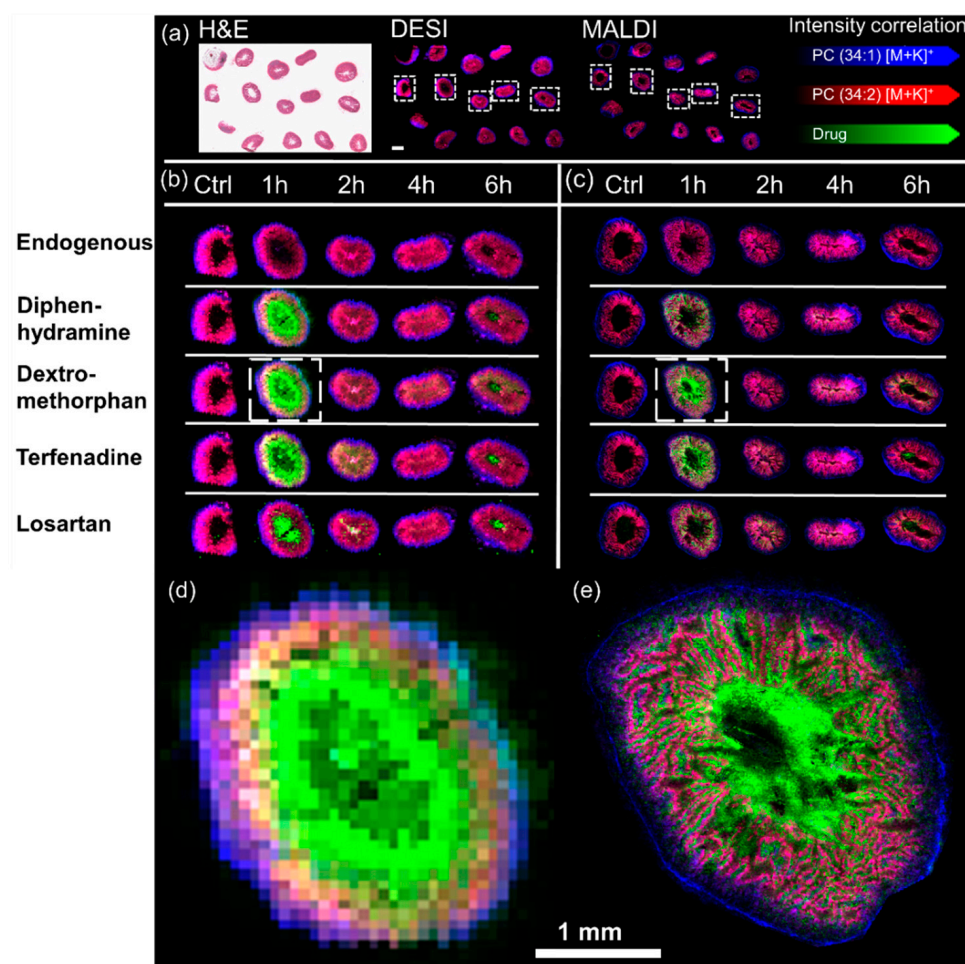 (a) H&E DESI MALDI Intensity correlation
PC (34:1) [M+K]⁺
PC (34:2) [M+K]⁺
Drug
(b) Ctrl 1h 2h 4h 6h (c) Ctrl 1h 2h 4h 6h
Endogenous
Diphen-
hydramine
Dextro-
methorphan
Terfenadine
Losartan
(d) (e)
1 mm